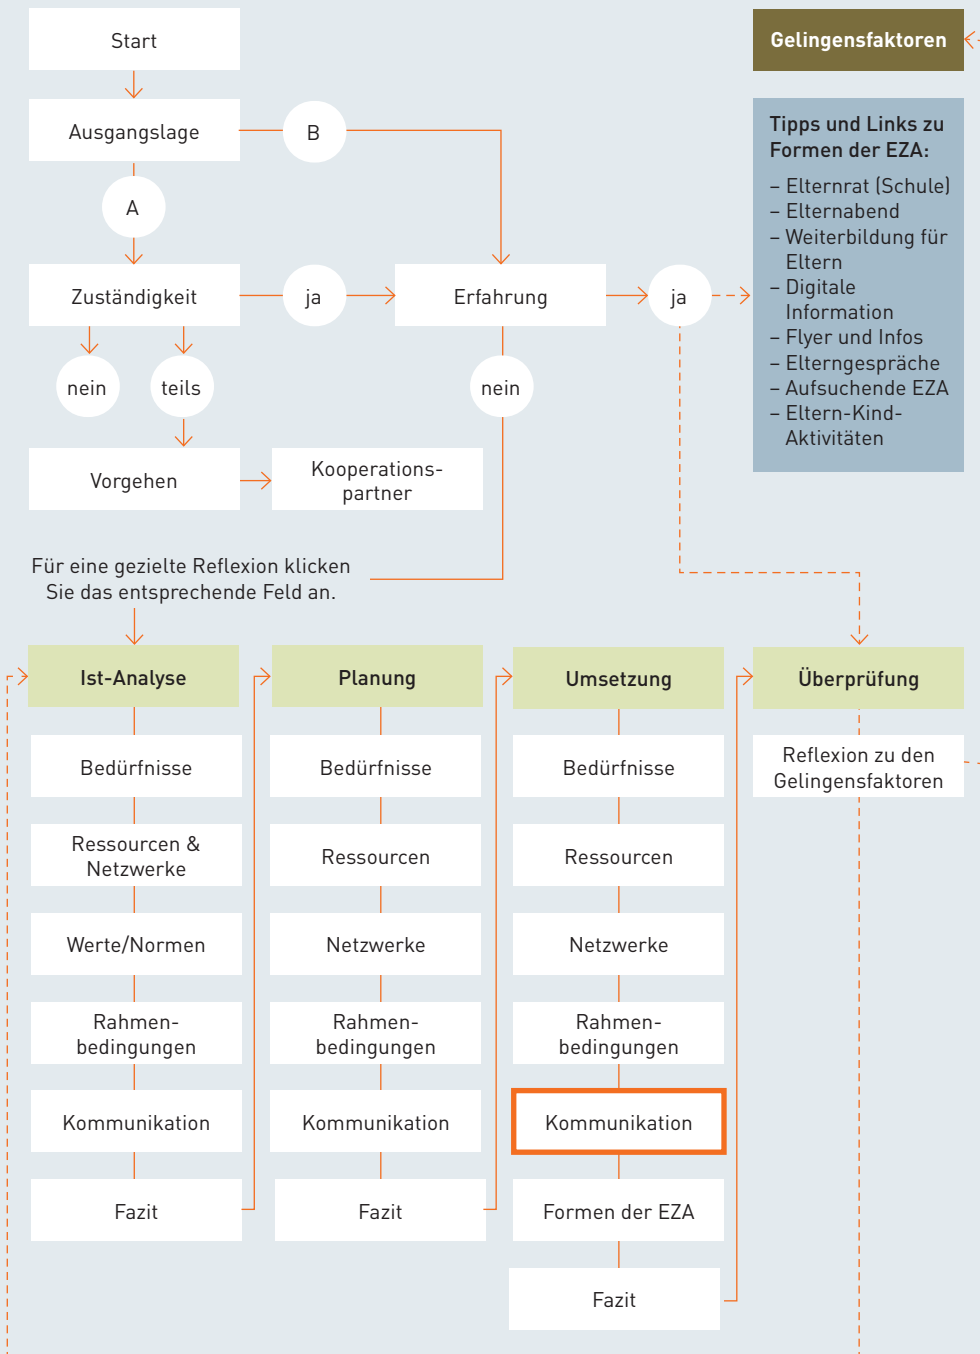 Start
Gelingensfaktoren
Ausgangslage
B
A
Tipps und Links zu
Formen der EZA:
– Elternrat (Schule)
– Elternabend
– Weiterbildung für
Eltern
– Digitale
Information
– Flyer und Infos
– Elterngespräche
– Aufsuchende EZA
– Eltern-Kind-
Aktivitäten
Zuständigkeit
ja
Erfahrung
ja
nein
teils
nein
Vorgehen
Kooperations-
partner
Für eine gezielte Reflexion klicken
Sie das entsprechende Feld an.
Ist-Analyse
Bedürfnisse
Ressourcen &
Netzwerke
Werte/Normen
Rahmen-
bedingungen
Kommunikation
Fazit
Planung
Bedürfnisse
Ressourcen
Netzwerke
Rahmen-
bedingungen
Kommunikation
Fazit
Umsetzung
Bedürfnisse
Ressourcen
Netzwerke
Rahmen-
bedingungen
Kommunikation
Formen der EZA
Fazit
Überprüfung
Reflexion zu den
Gelingensfaktoren